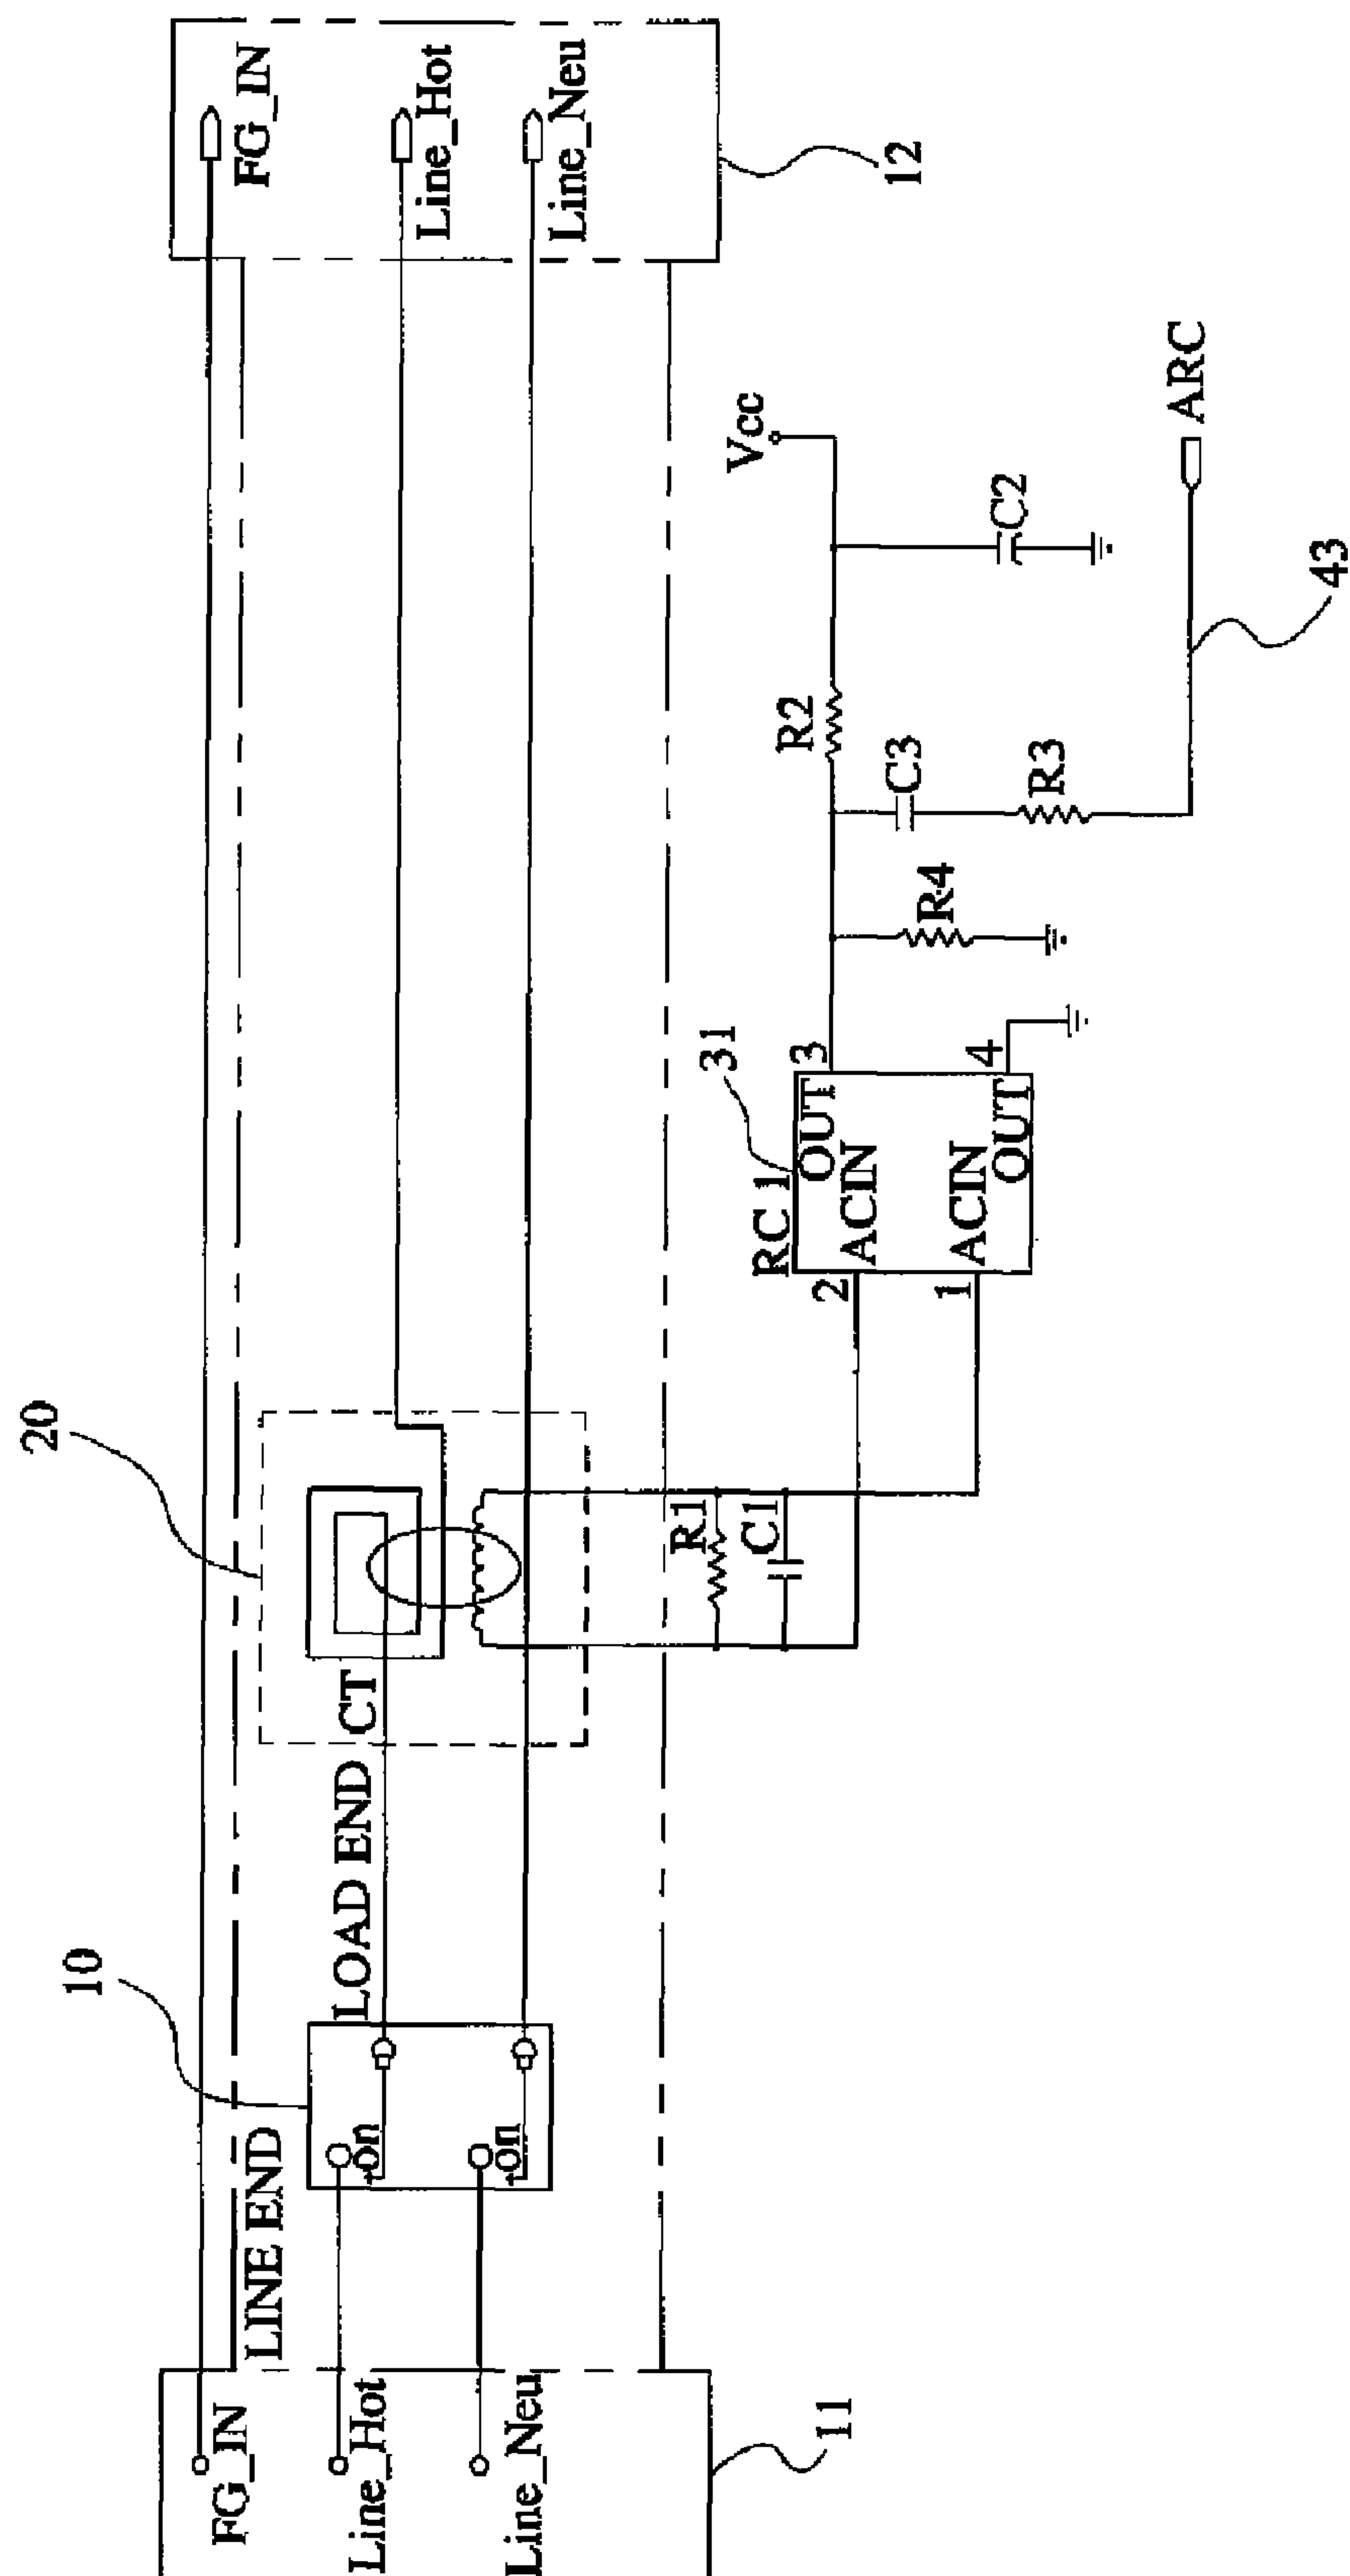 20
10
FG_IN
LINE END
FG_IN
Line_Hot
on
LOAD END
CT
Line_Hot
Line_Neu
on
Line_Neu
11
12
R1
C1
RC1
31
2
ACIN
OUT
3
1
ACIN
OUT
4
R4
R2
C3
R3
Vcc
C2
ARC
43